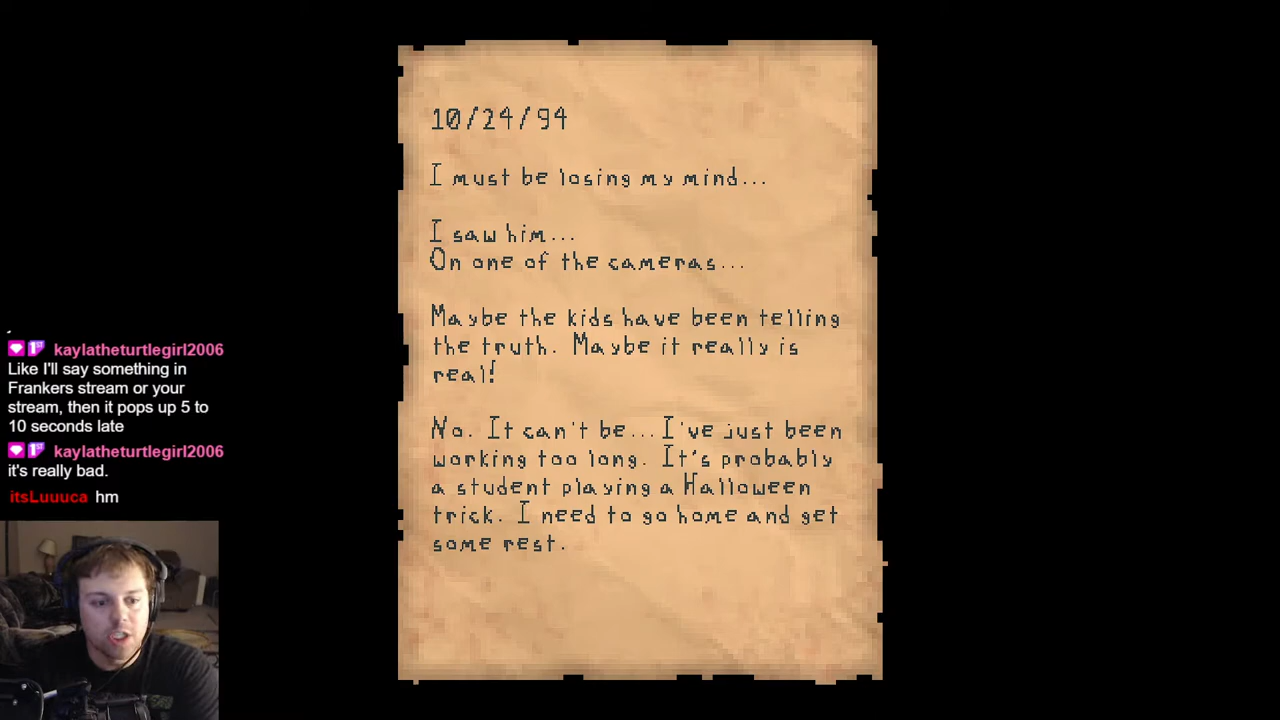 10/24/94
I must be losing my mind...
I saw him...
On one of the cameras...
Maybe the kids have been telling
the truth. Maybe it really is
real!
No. It can't be... I've just been
working too long. It's probably
a student playing a Halloween
trick. I need to go home and get
some rest.
kaylatheturtlegirl2006
Like I'll say something in
Frankers stream or your
stream, then it pops up 5 to
10 seconds late
kaylatheturtlegirl2006
it's really bad.
itsLuuuca hm